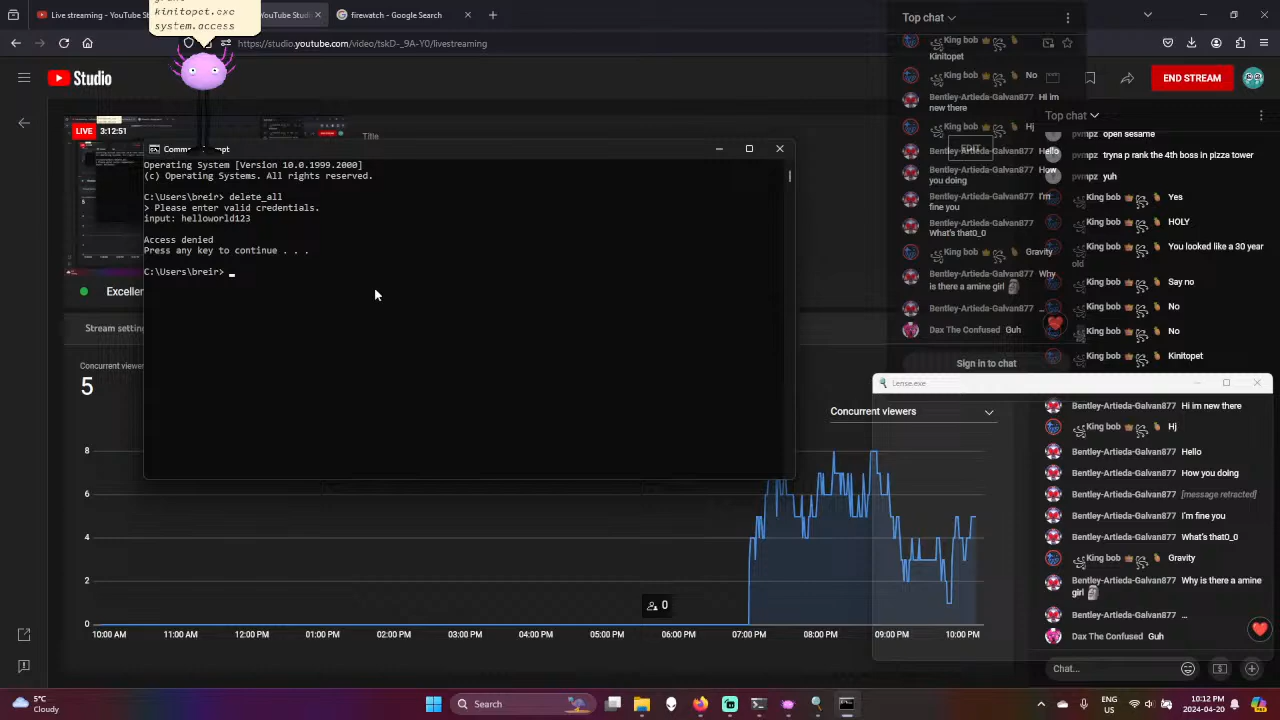 kinitopet.exe
system.access
Live streaming - YouTube Studi
YouTube Studi
firewatch - Google Search
https://studio.youtube.com/video/tskE_9A-Y0/livestreaming
Studio
END STREAM
LIVE 3:12:51
Title
EDIT
Excellen
Stream setting
Concurrent viewers
5
Operating System [Version 10.0.1999.2000]
(c) Operating Systems. All rights reserved.
C:\Users\breir> delete_all
> Please enter valid credentials.
input: helloworld123
Access denied
Press any key to continue . . .
C:\Users\breir> _
Concurrent viewers
8
6
4
2
0
0
10:00 AM 11:00 AM 12:00 PM 01:00 PM 02:00 PM 03:00 PM 04:00 PM 05:00 PM 06:00 PM 07:00 PM 08:00 PM 09:00 PM 10:00 PM
Top chat
King bob
Kinitopet
King bob No
Bentley-Artieda-Galvan877 Hi im
new there
King bob Hj
Bentley-Artieda-Galvan877 Hello
Bentley-Artieda-Galvan877 How
you doing
Bentley-Artieda-Galvan877 I'm
fine you
Bentley-Artieda-Galvan877
What's that0_0
King bob Gravity
Bentley-Artieda-Galvan877 Why
is there a amine girl
Bentley-Artieda-Galvan877 ...
Dax The Confused Guh
Sign in to chat
Top chat
pvmpz open sesame
pvmpz tryna p rank the 4th boss in pizza tower
pvmpz yuh
King bob Yes
King bob HOLY
King bob You looked like a 30 year
old
King bob Say no
King bob No
King bob No
King bob Kinitopet
Lense.exe
Bentley-Artieda-Galvan877 Hi im new there
King bob Hj
Bentley-Artieda-Galvan877 Hello
Bentley-Artieda-Galvan877 How you doing
Bentley-Artieda-Galvan877 [message retracted]
Bentley-Artieda-Galvan877 I'm fine you
Bentley-Artieda-Galvan877 What's that0_0
King bob Gravity
Bentley-Artieda-Galvan877 Why is there a amine
girl
Bentley-Artieda-Galvan877 ...
Dax The Confused Guh
Chat...
5°C
Cloudy
Search
ENG
US
10:12 PM
2024-04-20